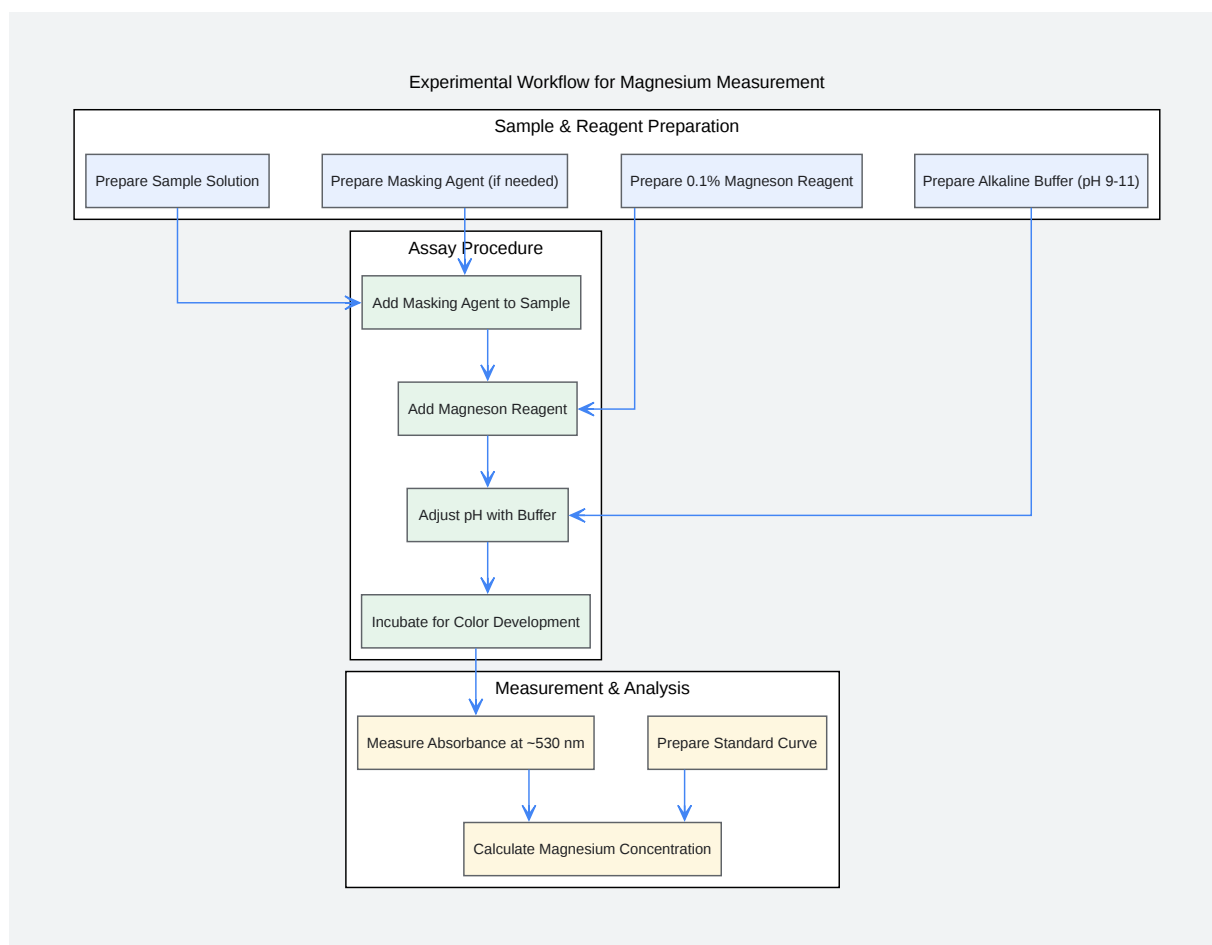 Experimental Workflow for Magnesium Measurement
Sample & Reagent Preparation
Prepare Sample Solution
Prepare Masking Agent (if needed)
Prepare 0.1% Magneson Reagent
Prepare Alkaline Buffer (pH 9-11)
Assay Procedure
Add Masking Agent to Sample
Add Magneson Reagent
Adjust pH with Buffer
Incubate for Color Development
Measurement & Analysis
Measure Absorbance at ~530 nm
Prepare Standard Curve
Calculate Magnesium Concentration